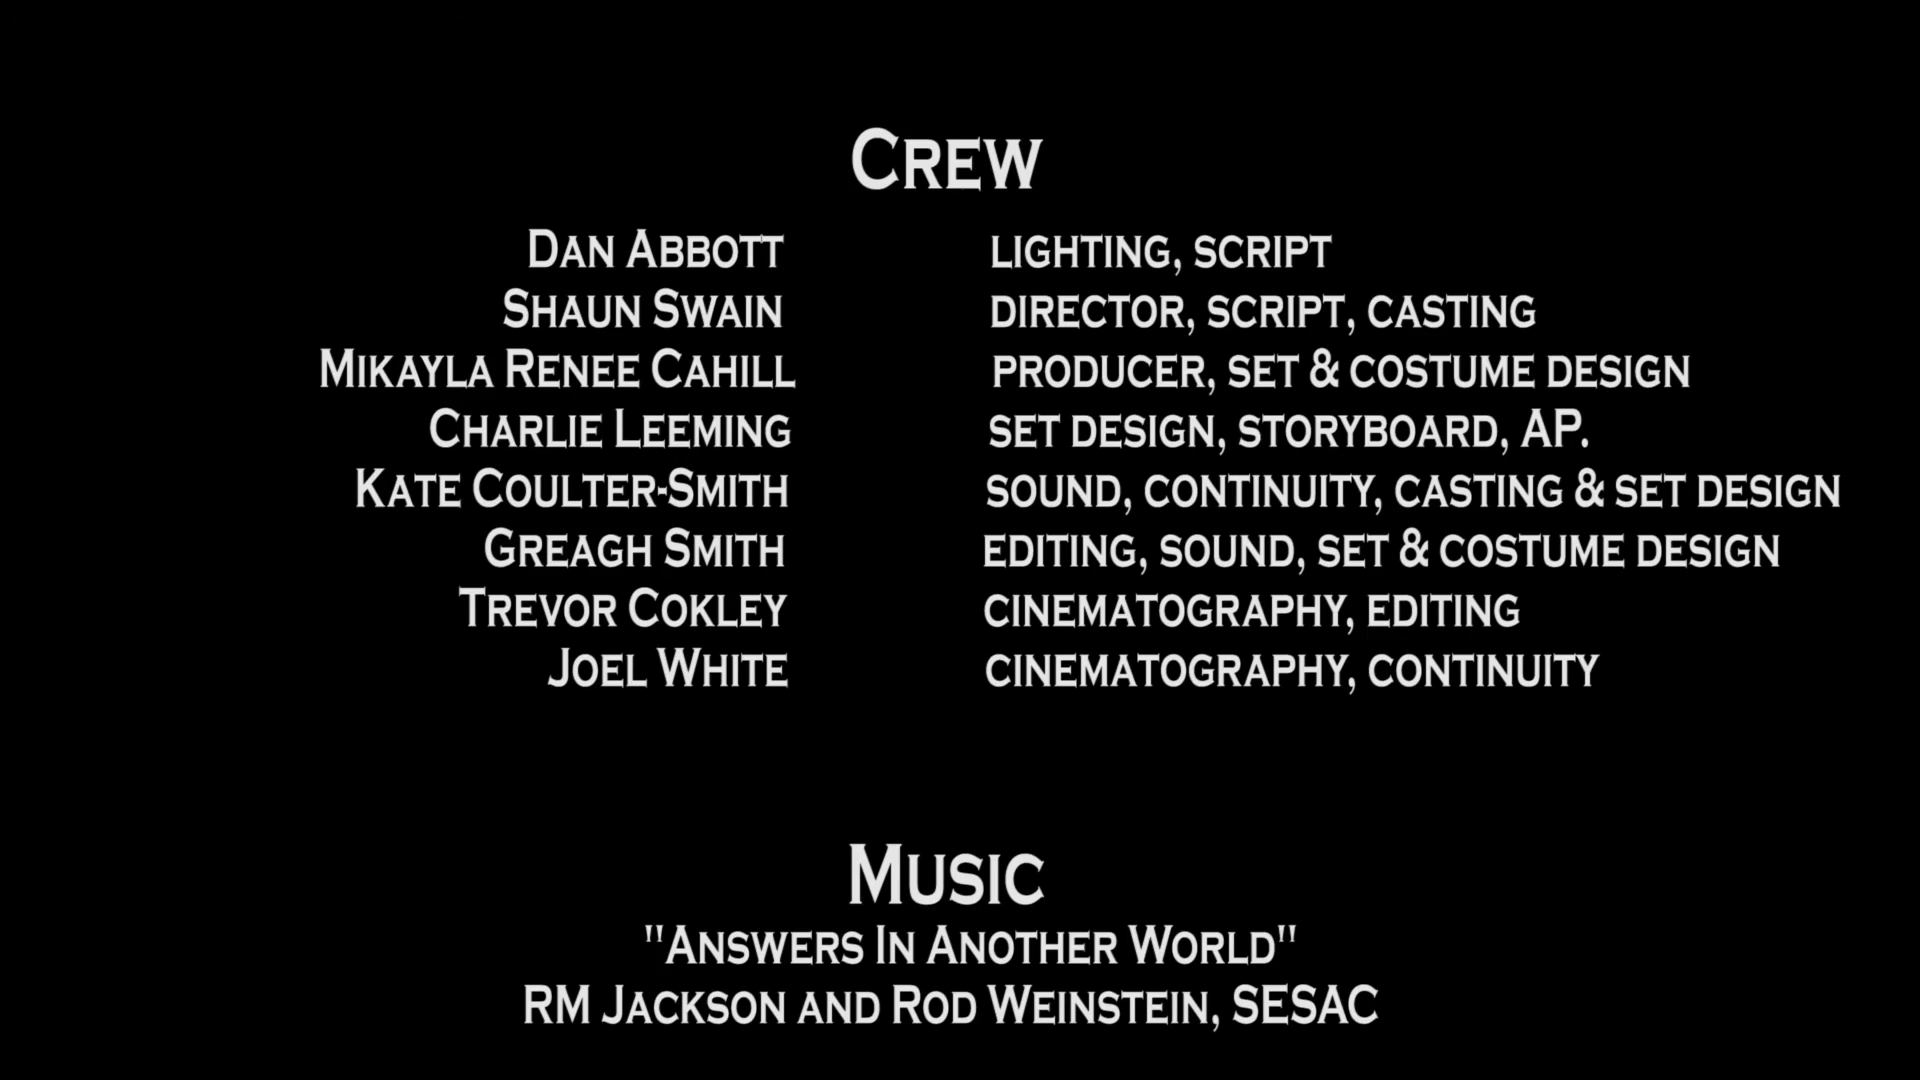 Crew
Dan Abbott lighting, script
Shaun Swain director, script, casting
Mikayla Renee Cahill producer, set & costume design
Charlie Leeming set design, storyboard, AP.
Kate Coulter-Smith sound, continuity, casting & set design
Greagh Smith editing, sound, set & costume design
Trevor Cokley cinematography, editing
Joel White cinematography, continuity
Music
"Answers In Another World"
RM Jackson and Rod Weinstein, SESAC